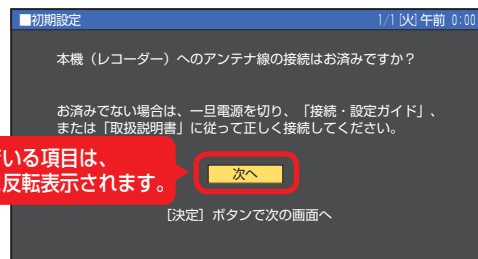 ■初期設定
1/1[火]午前 0:00
本機（レコーダー）へのアンテナ線の接続はお済みですか？
お済みでない場合は、一旦電源を切り、「接続・設定ガイド」、
または「取扱説明書」に従って正しく接続してください。
いる項目は、
反転表示されます。
次へ
［決定］ボタンで次の画面へ